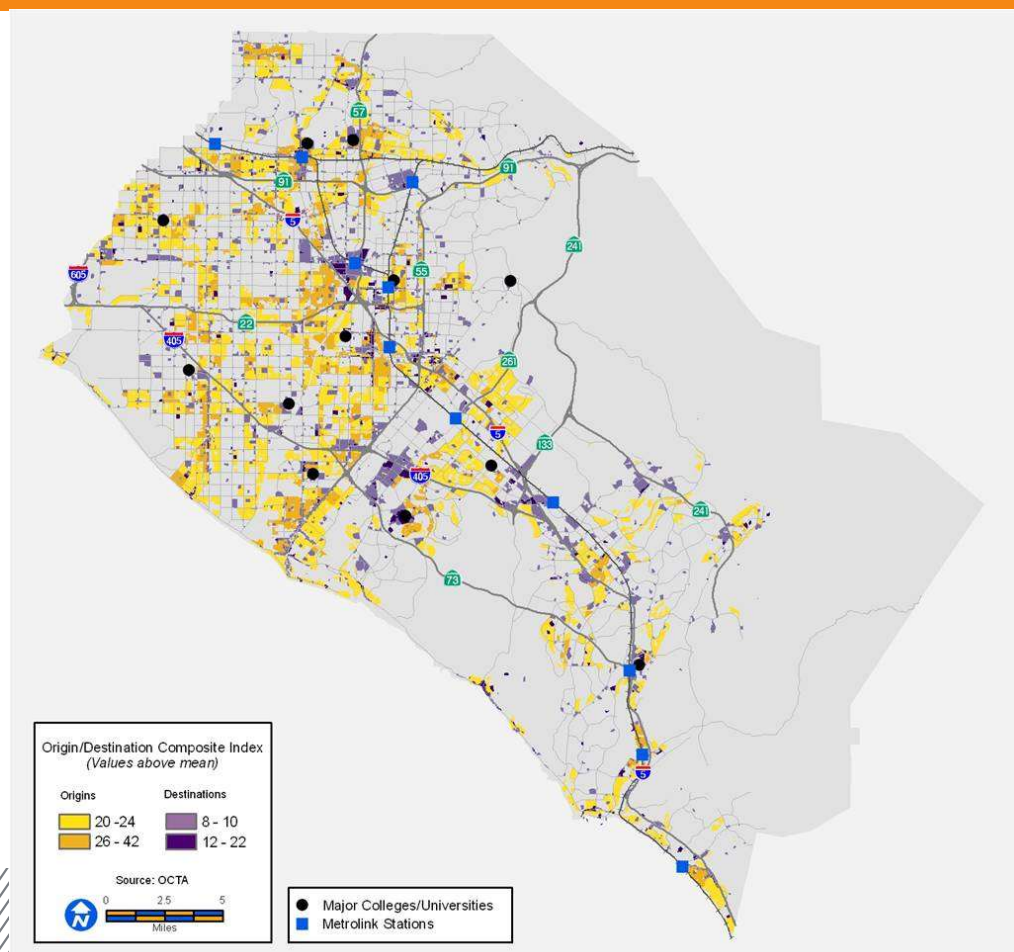 57
91
91
5
241
605
55
22
405
261
5
133
405
241
73
5
Origin/Destination Composite Index
(Values above mean)
Origins Destinations
20 -24 8 - 10
26 - 42 12 - 22
Source: OCTA
0 2.5 5
N
Miles
Major Colleges/Universities
Metrolink Stations